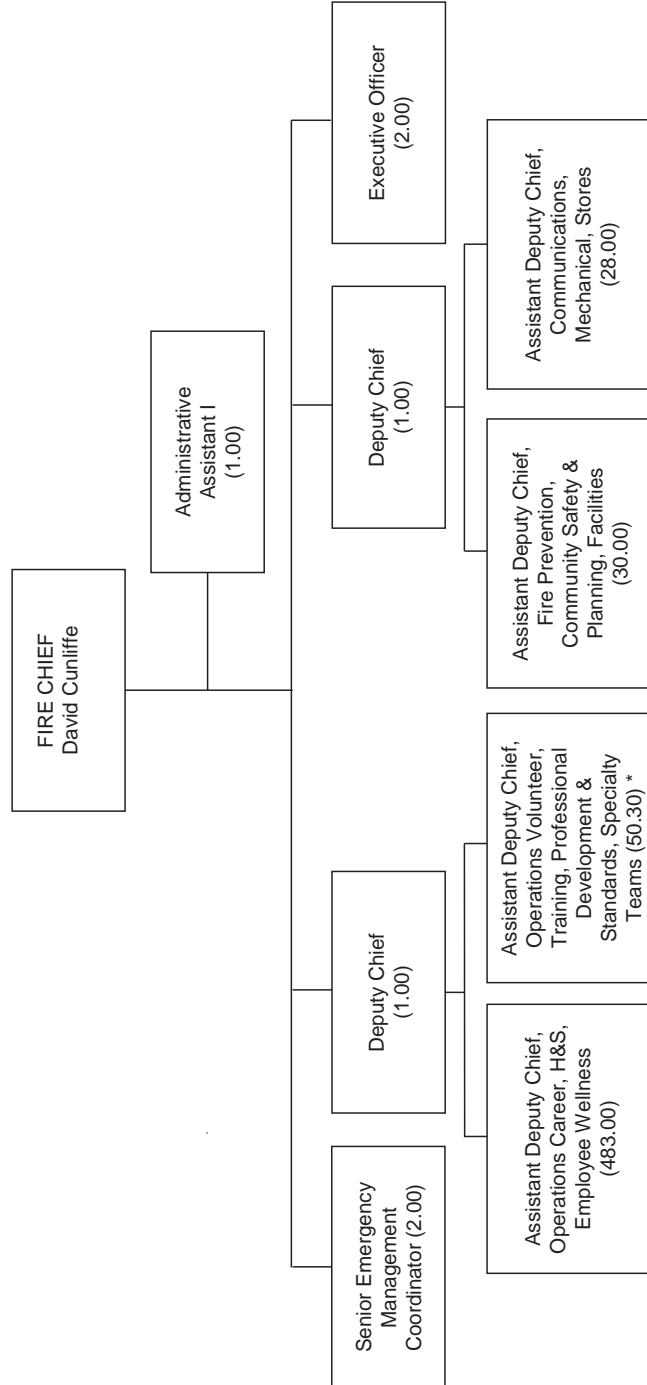 FIRE CHIEF
David Cunliffe
Administrative
Assistant I
(1.00)
Senior Emergency
Management
Coordinator (2.00)
Deputy Chief
(1.00)
Deputy Chief
(1.00)
Executive Officer
(2.00)
Assistant Deputy Chief,
Operations Career, H&S,
Employee Wellness
(483.00)
Assistant Deputy Chief,
Operations Volunteer,
Training, Professional
Development &
Standards, Specialty
Teams (50.30) *
Assistant Deputy Chief,
Fire Prevention,
Community Safety &
Planning, Facilities
(30.00)
Assistant Deputy Chief,
Communications,
Mechanical, Stores
(28.00)